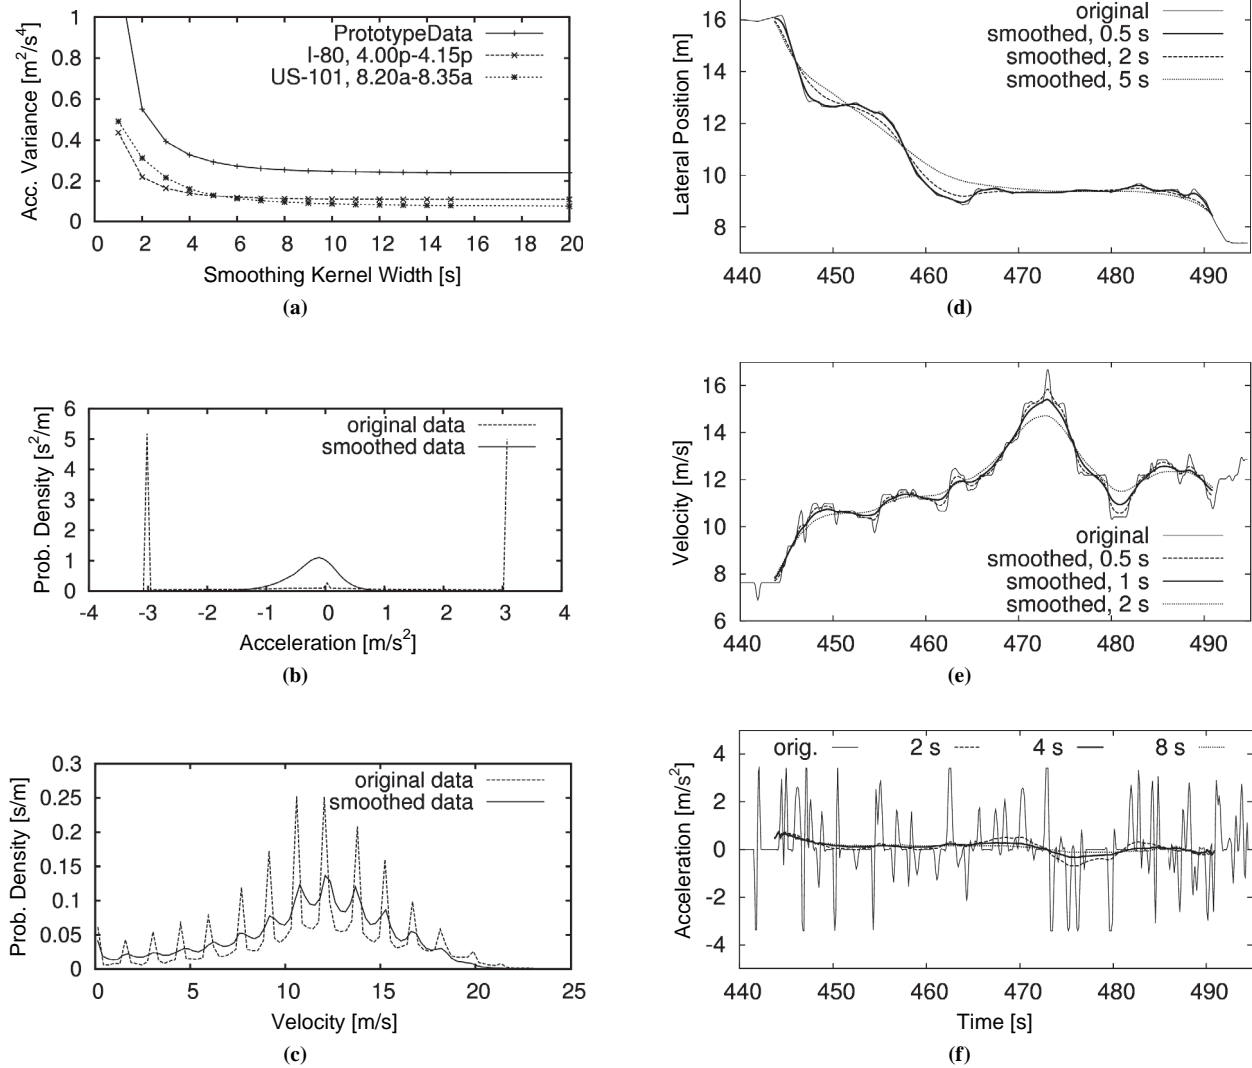 1
0.8
0.6
0.4
0.2
0
Acc. Variance [m²/s⁴]
PrototypeData
I-80, 4.00p-4.15p
US-101, 8.20a-8.35a
0 2 4 6 8 10 12 14 16 18 20
Smoothing Kernel Width [s]
(a)
6
5
4
3
2
1
0
Prob. Density [s²/m]
original data
smoothed data
-4 -3 -2 -1 0 1 2 3 4
Acceleration [m/s²]
(b)
0.3
0.25
0.2
0.15
0.1
0.05
0
Prob. Density [s/m]
original data
smoothed data
0 5 10 15 20 25
Velocity [m/s]
(c)
16
14
12
10
8
Lateral Position [m]
original
smoothed, 0.5 s
smoothed, 2 s
smoothed, 5 s
440 450 460 470 480 490
(d)
16
14
12
10
8
6
Velocity [m/s]
original
smoothed, 0.5 s
smoothed, 1 s
smoothed, 2 s
440 450 460 470 480 490
(e)
4
2
0
-2
-4
Acceleration [m/s²]
orig. 2 s 4 s 8 s
440 450 460 470 480 490
Time [s]
(f)